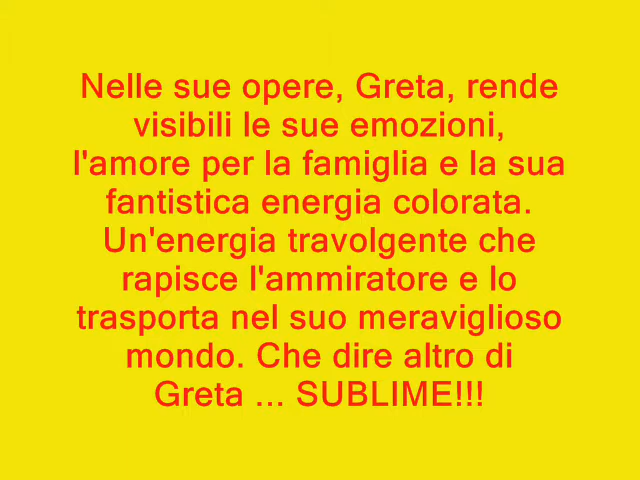 Nelle sue opere, Greta, rende
visibili le sue emozioni,
l'amore per la famiglia e la sua
fantistica energia colorata.
Un'energia travolgente che
rapisce l'ammiratore e lo
trasporta nel suo meraviglioso
mondo. Che dire altro di
Greta ... SUBLIME!!!